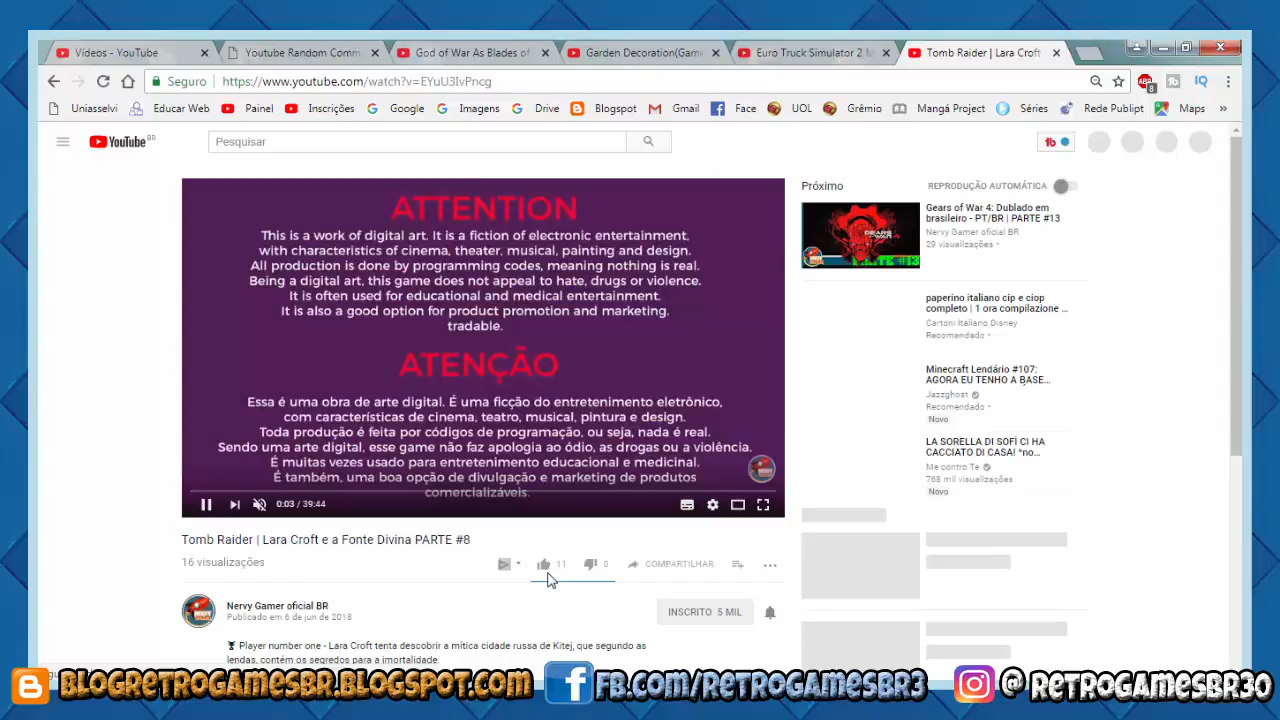 Vídeos - YouTube
Youtube Random Comm
God of War As Blades of
Garden Decoration(Game
Euro Truck Simulator 2 M
Tomb Raider | Lara Croft
Seguro
https://www.youtube.com/watch?v=EYuU3IvPncg
ABP
8
IQ
Uniasselvi
Educar Web
Painel
Inscrições
Google
Imagens
Drive
Blogspot
Gmail
Face
UOL
Grêmio
Mangá Project
Séries
Rede Publipt
Maps
»
YouTube BR
Pesquisar
tb
ATTENTION
This is a work of digital art. It is a fiction of electronic entertainment,
with characteristics of cinema, theater, musical, painting and design.
All production is done by programming codes, meaning nothing is real.
Being a digital art, this game does not appeal to hate, drugs or violence.
It is often used for educational and medical entertainment.
It is also a good option for product promotion and marketing.
tradable.
ATENÇÃO
Essa é uma obra de arte digital. É uma ficção do entretenimento eletrônico,
com características de cinema, teatro, musical, pintura e design.
Toda produção é feita por códigos de programação, ou seja, nada é real.
Sendo uma arte digital, esse game não faz apologia ao ódio, as drogas ou a violência.
É muitas vezes usado para entretenimento educacional e medicinal.
É também, uma boa opção de divulgação e marketing de produtos
comercializáveis.
0:03 / 39:44
Tomb Raider | Lara Croft e a Fonte Divina PARTE #8
16 visualizações
11
0
COMPARTILHAR
Nervy Gamer oficial BR
Publicado em 6 de jun de 2018
INSCRITO 5 MIL
Player number one - Lara Croft tenta descobrir a mítica cidade russa de Kitej, que segundo as
lendas, contém os segredos para a imortalidade
Próximo
REPRODUÇÃO AUTOMÁTICA
Gears of War 4: Dublado em
brasileiro - PT/BR | PARTE #13
Nervy Gamer oficial BR
29 visualizações •
paperino italiano cip e ciop
completo | 1 ora compilazione ...
Cartoni Italiano Disney
Recomendado •
Minecraft Lendário #107:
AGORA EU TENHO A BASE...
Jazzghost
Recomendado •
Novo
LA SORELLA DI SOFÌ CI HA
CACCIATO DI CASA! *no...
Me contro Te
768 mil visualizações
Novo
BLOGRETROGAMESBR.BLOGSPOT.COM
FB.COM/RETROGAMESBR3
@RETROGAMESBR30